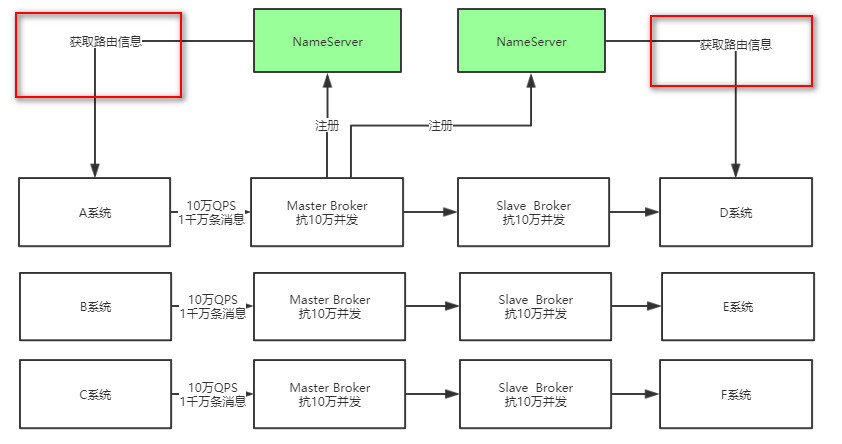 获取路由信息
NameServer
NameServer
获取路由信息
注册
注册
A系统
10万QPS
1千万条消息
Master Broker
抗10万并发
Slave  Broker
抗10万并发
D系统
B系统
10万QPS
1千万条消息
Master Broker
抗10万并发
Slave  Broker
抗10万并发
E系统
C系统
10万QPS
1千万条消息
Master Broker
抗10万并发
Slave  Broker
抗10万并发
F系统